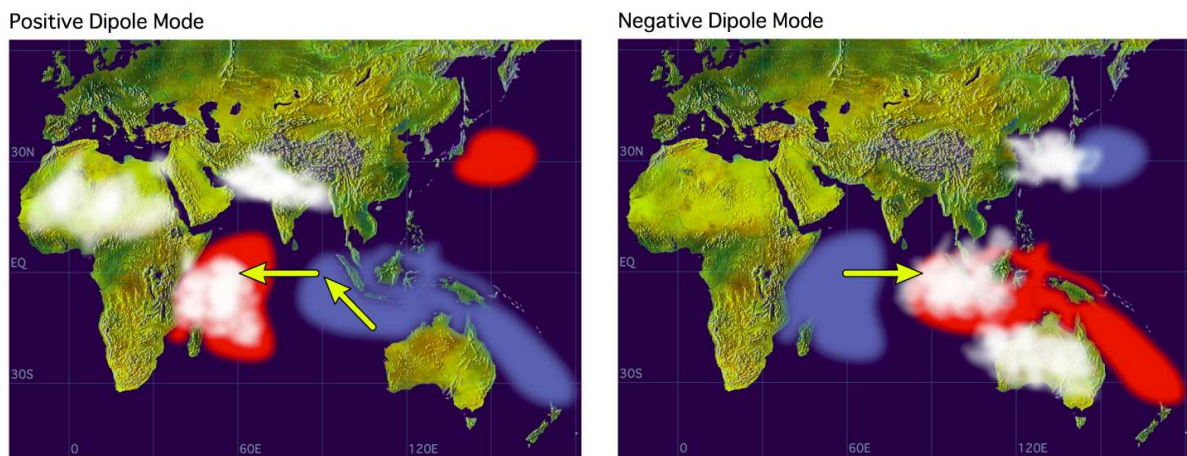 Positive Dipole Mode
30N
EQ
30S
0
60E
120E
Negative Dipole Mode
30N
EQ
30S
0
60E
120E